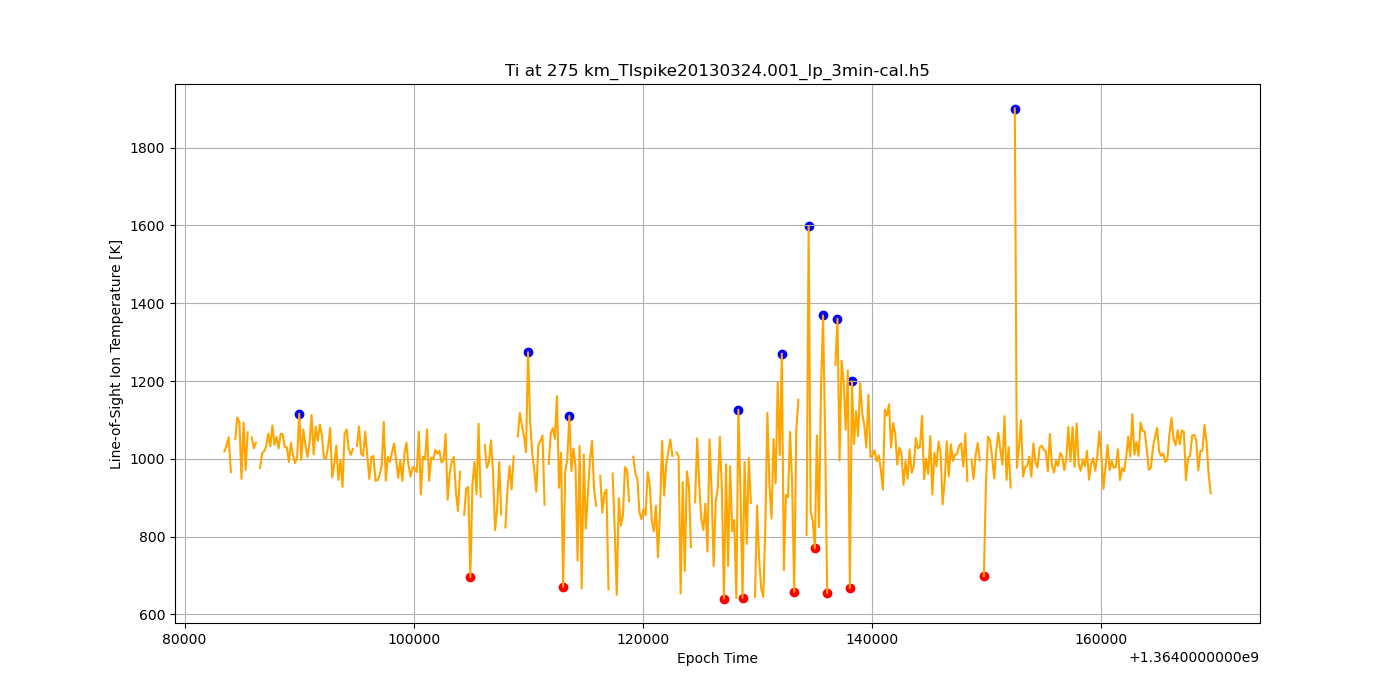 Ti at 275 km_TIspike20130324.001_lp_3min-cal.h5
Line-of-Sight Ion Temperature [K]
1800
1600
1400
1200
1000
800
600
80000 100000 120000 140000 160000
Epoch Time
+1.3640000000e9